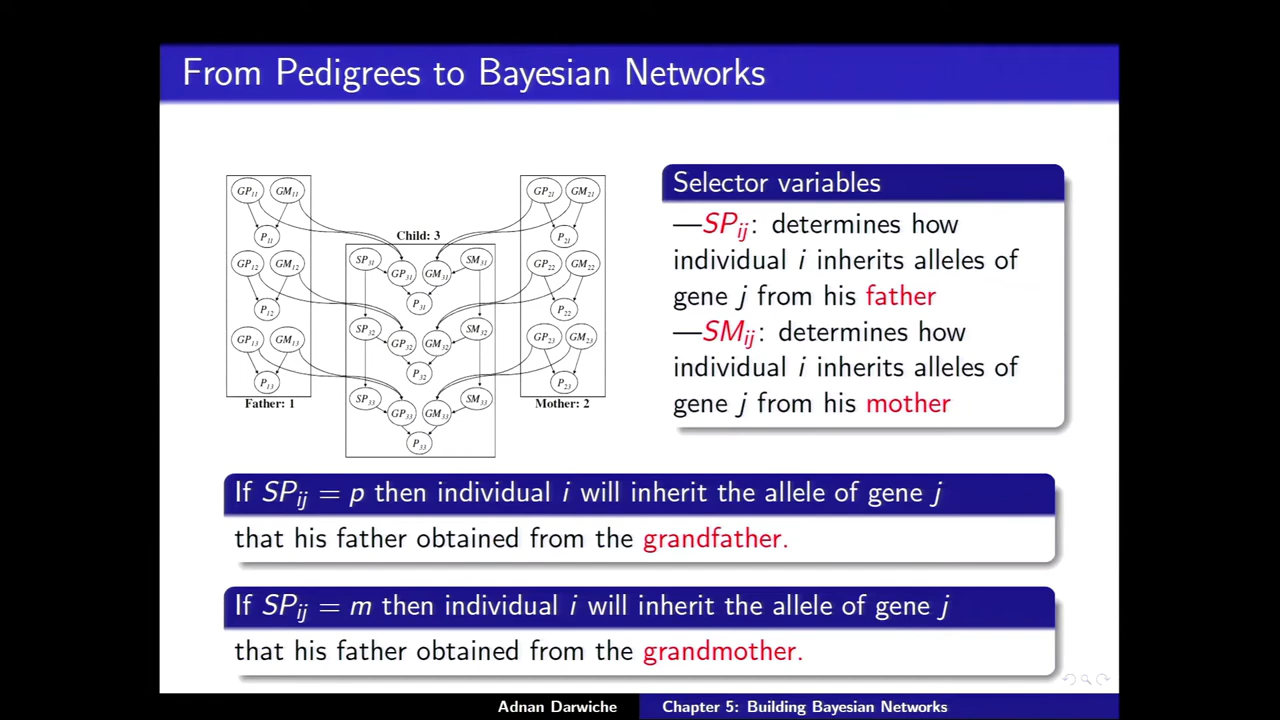 From Pedigrees to Bayesian Networks
GP11 GM11
P11
GP12 GM12
P12
GP13 GM13
P13
Father: 1
Child: 3
SP31 GP31 GM31 SM31
P31
SP32 GP32 GM32 SM32
P32
SP33 GP33 GM33 SM33
P33
GP21 GM21
P21
GP22 GM22
P22
GP23 GM23
P23
Mother: 2
Selector variables
—SPij: determines how
individual i inherits alleles of
gene j from his father
—SMij: determines how
individual i inherits alleles of
gene j from his mother
If SPij = p then individual i will inherit the allele of gene j
that his father obtained from the grandfather.
If SPij = m then individual i will inherit the allele of gene j
that his father obtained from the grandmother.
Adnan Darwiche Chapter 5: Building Bayesian Networks